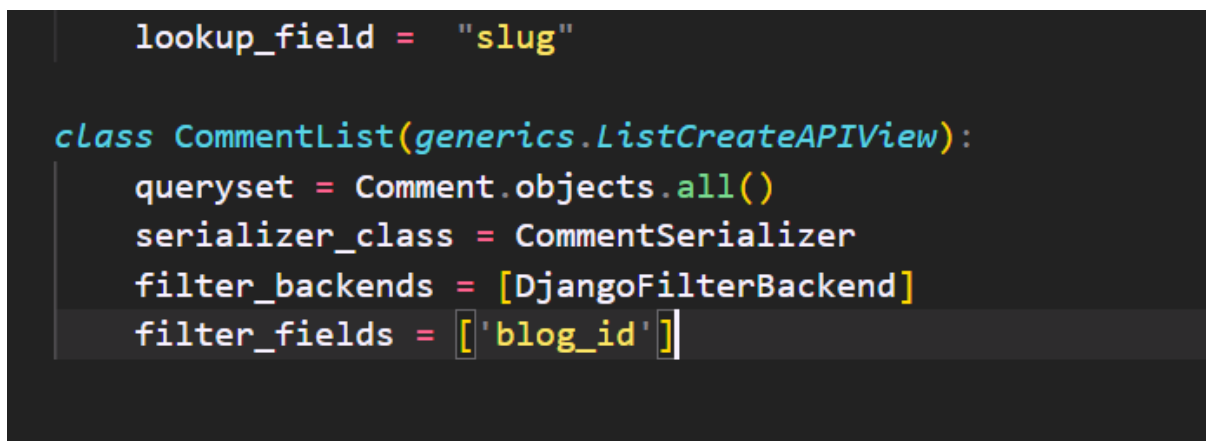 lookup_field =  "slug"
class CommentList(generics.ListCreateAPIView):
queryset = Comment.objects.all()
serializer_class = CommentSerializer
filter_backends = [DjangoFilterBackend]
filter_fields = ['blog_id']